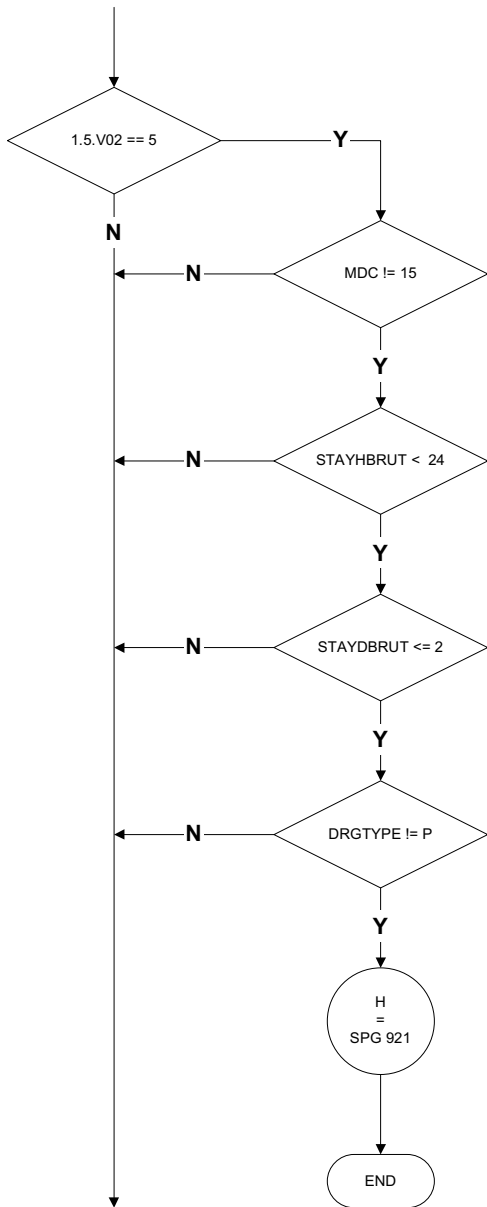 1.5.V02 == 5
Y
N
MDC != 15
N
Y
STAYHBRUT < 24
N
Y
STAYDBRUT <= 2
N
Y
DRGTYPE != P
N
Y
H
=
SPG 921
END